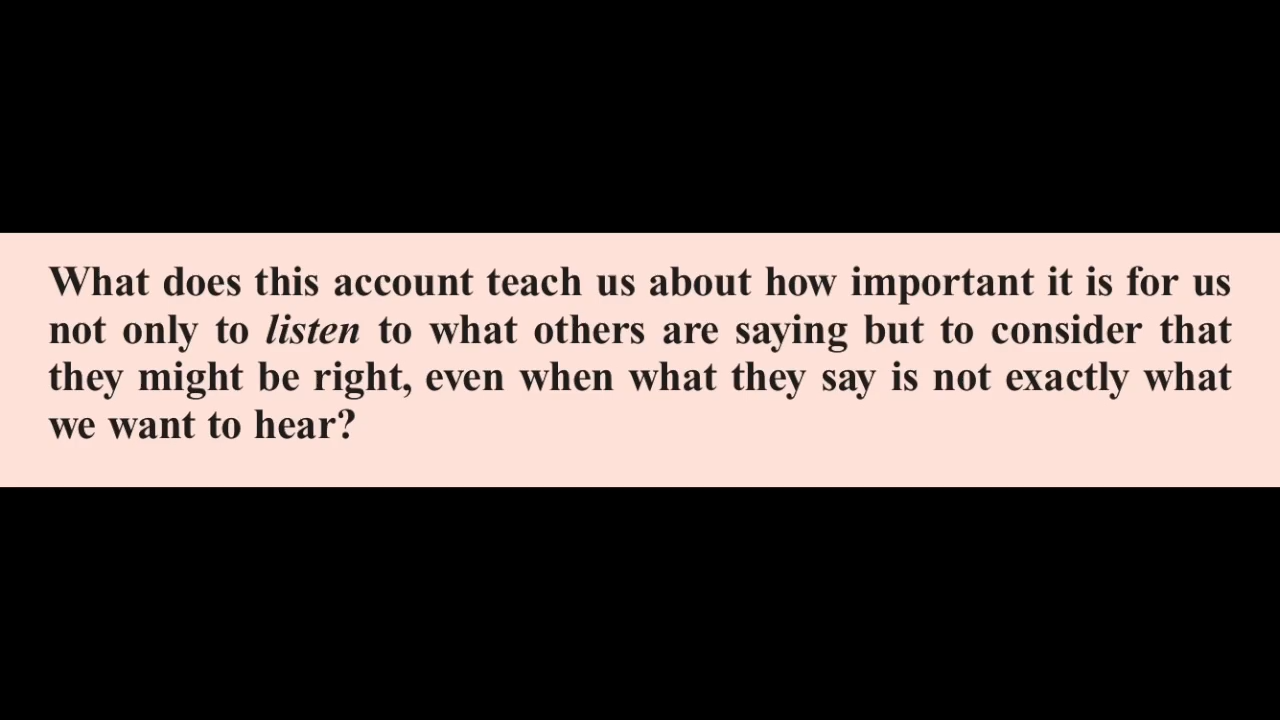 What does this account teach us about how important it is for us
not only to listen to what others are saying but to consider that
they might be right, even when what they say is not exactly what
we want to hear?